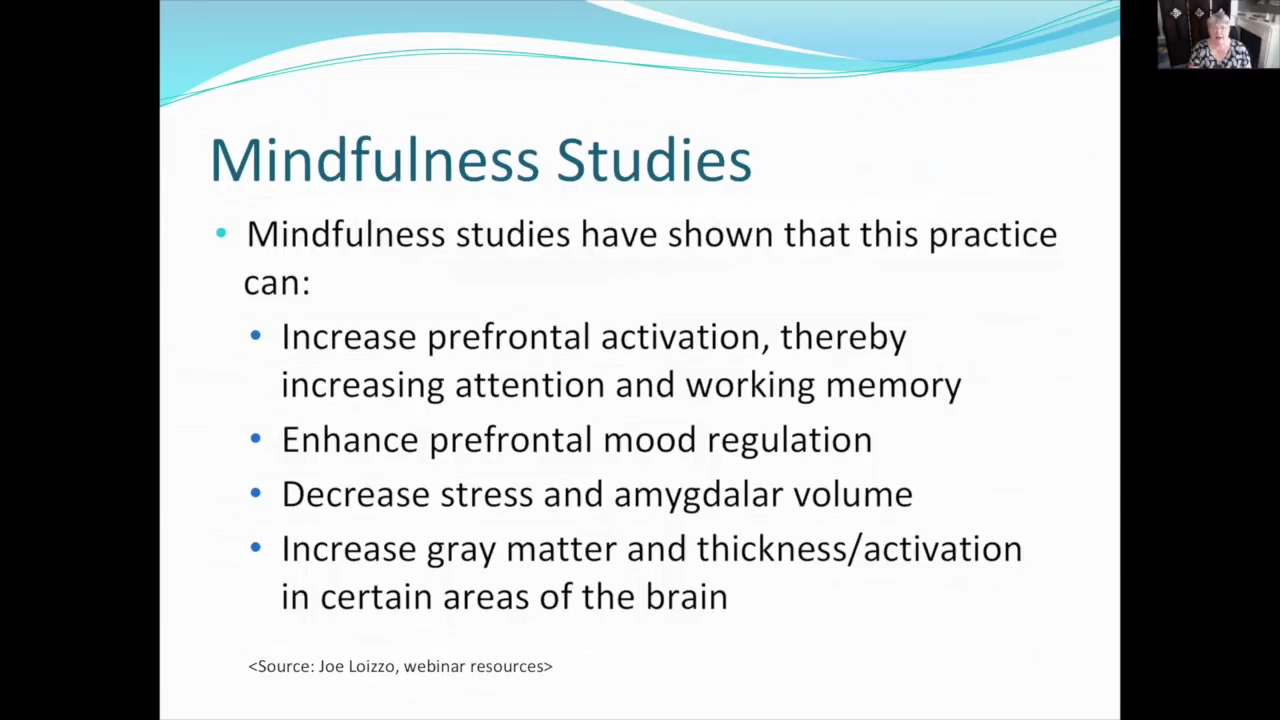 Mindfulness Studies
• Mindfulness studies have shown that this practice
can:
• Increase prefrontal activation, thereby
increasing attention and working memory
• Enhance prefrontal mood regulation
• Decrease stress and amygdalar volume
• Increase gray matter and thickness/activation
in certain areas of the brain
<Source: Joe Loizzo, webinar resources>